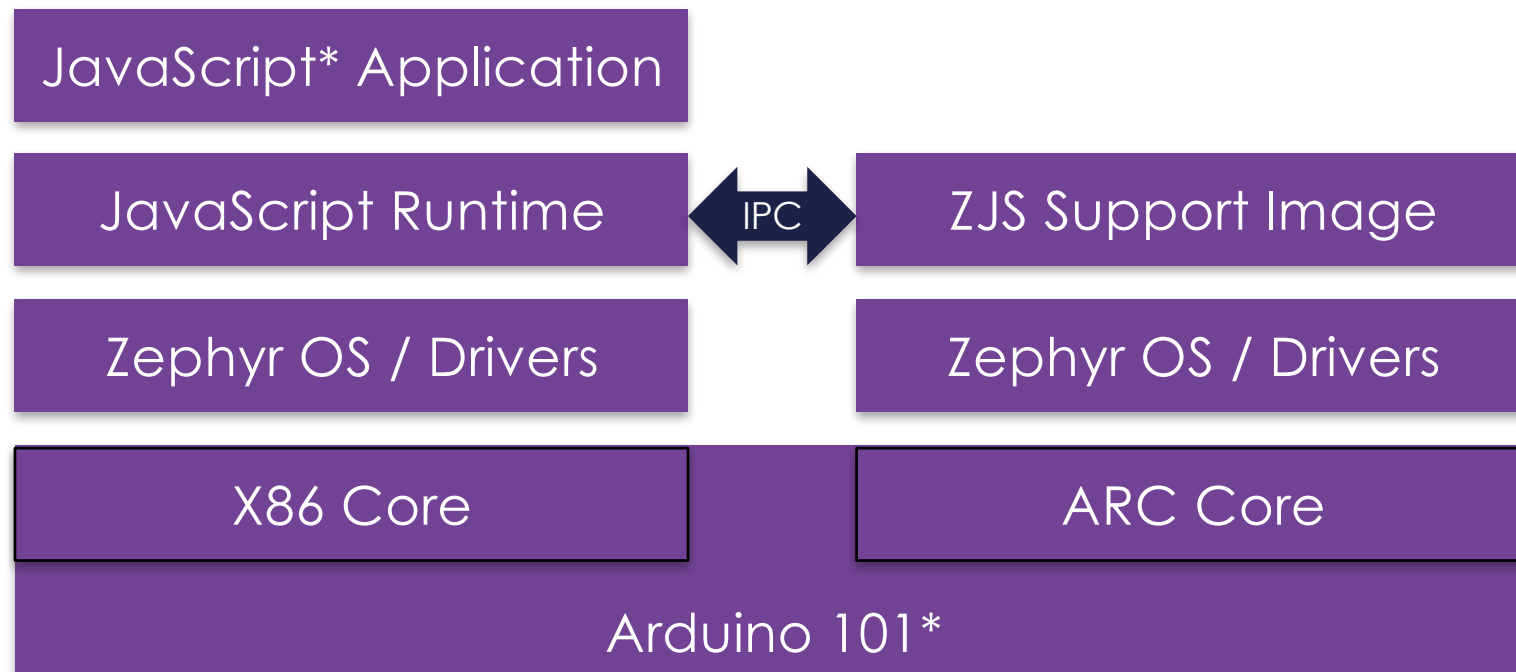 JavaScript* Application
JavaScript Runtime
IPC
ZJS Support Image
Zephyr OS / Drivers
Zephyr OS / Drivers
X86 Core
ARC Core
Arduino 101*